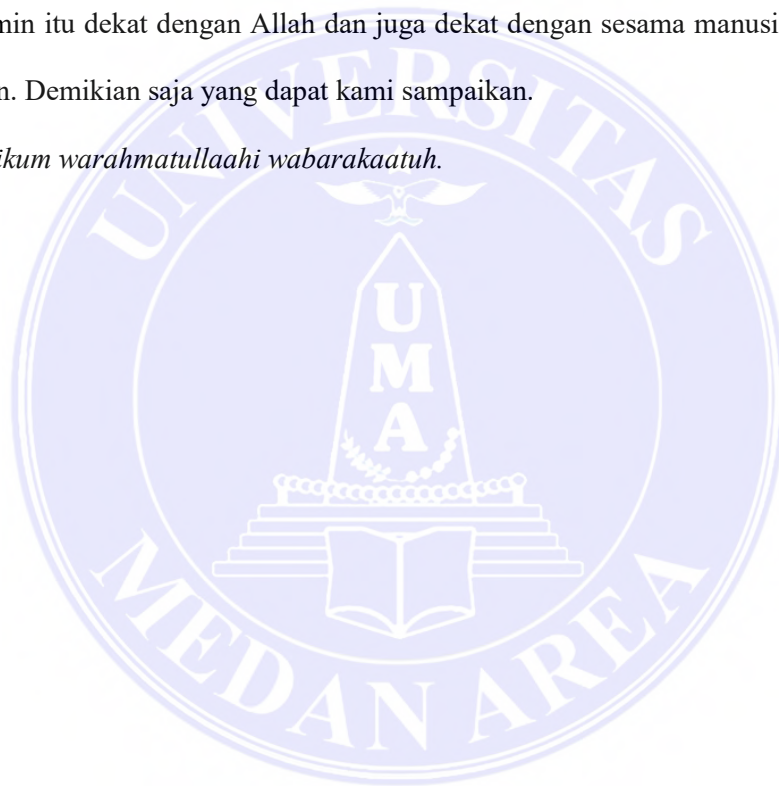 min itu dekat dengan Allah dan juga dekat dengan sesama manusi
n. Demikian saja yang dapat kami sampaikan.
ikum warahmatullaahi wabarakaatuh.
UNIVERSITAS
UMA
MEDAN AREA